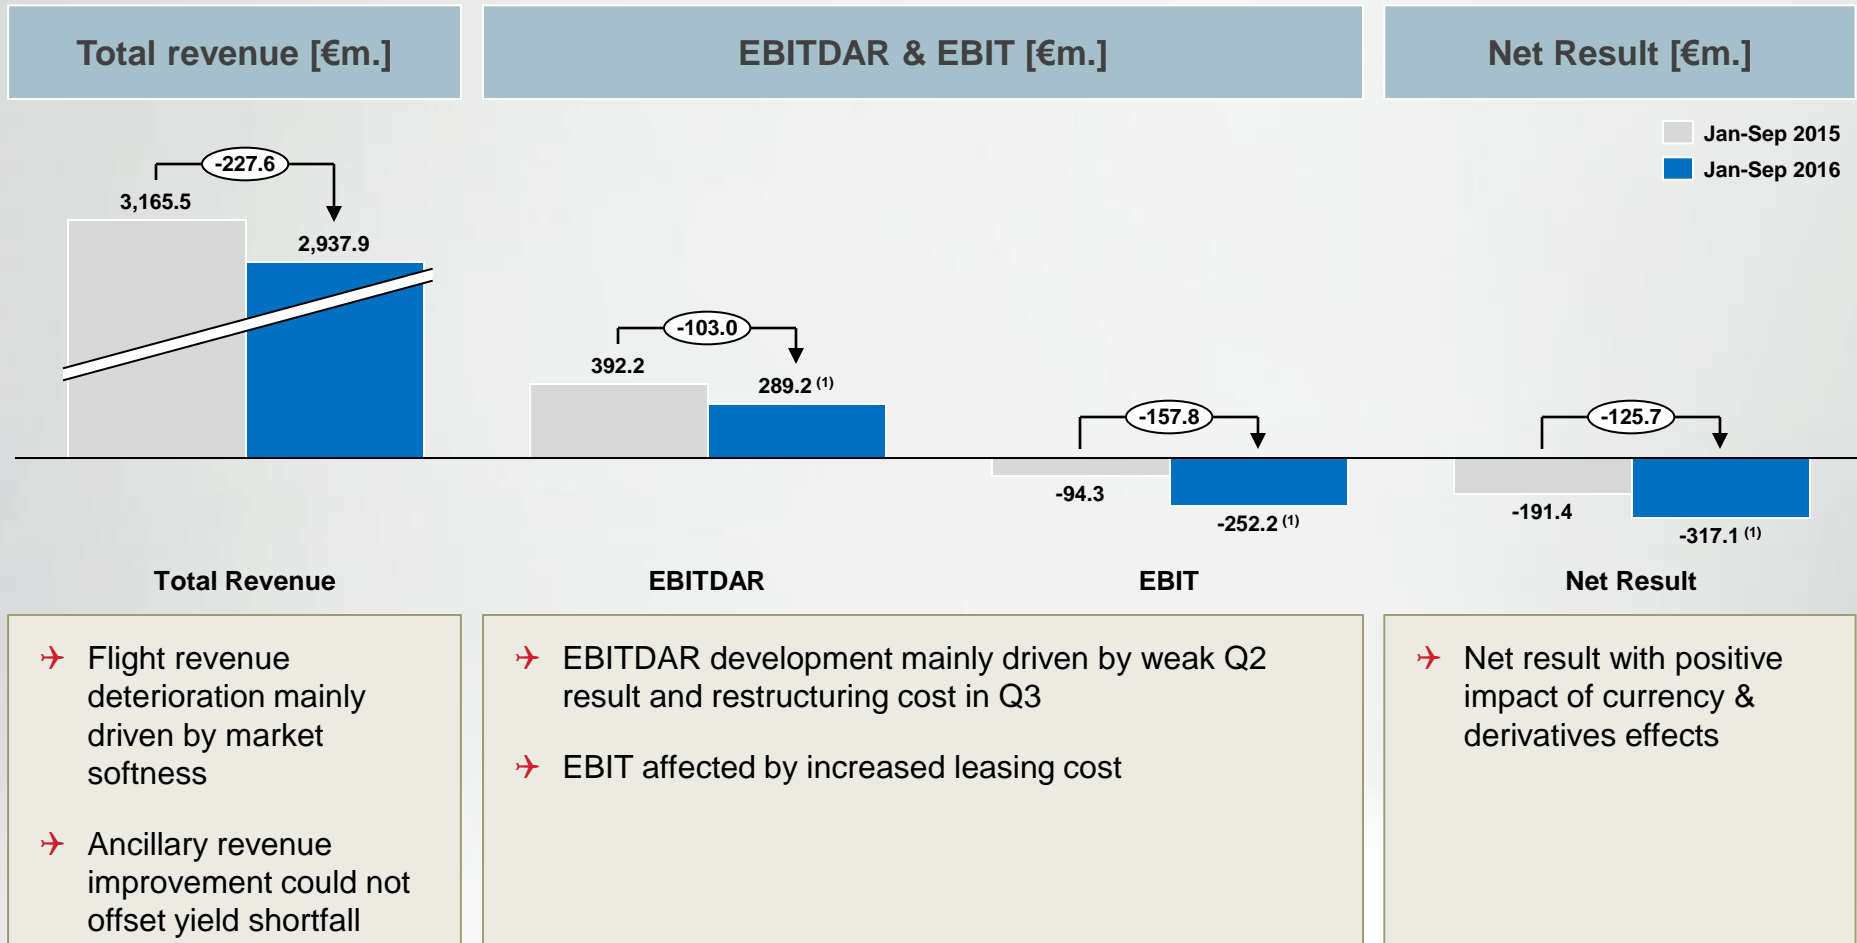 Total revenue [€m.]
EBITDAR & EBIT [€m.]
Net Result [€m.]
Jan-Sep 2015
Jan-Sep 2016
-227.6
3,165.5
2,937.9
-103.0
392.2
289.2 (1)
-157.8
-94.3
-252.2 (1)
-125.7
-191.4
-317.1 (1)
Total Revenue
EBITDAR
EBIT
Net Result
Flight revenue
deterioration mainly
driven by market
softness
Ancillary revenue
improvement could not
offset yield shortfall
EBITDAR development mainly driven by weak Q2
result and restructuring cost in Q3
EBIT affected by increased leasing cost
Net result with positive
impact of currency &
derivatives effects